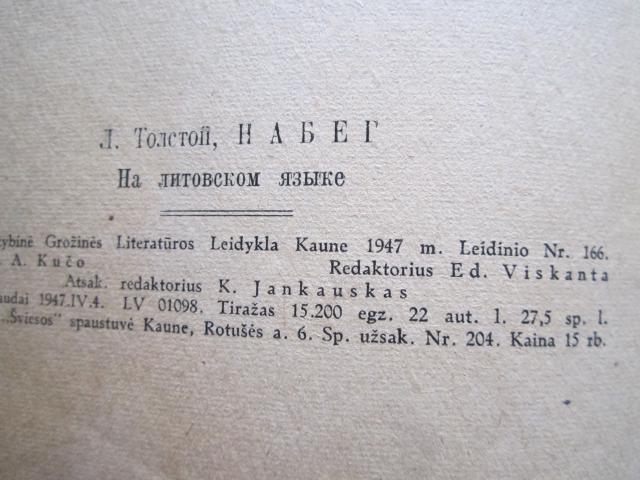 Л. Толстой, НАБЕГ
На литовском языке
ybinė Grožinės Literatūros Leidykla Kaune 1947 m. Leidinio Nr. 166.
. A. Kučo Redaktorius Ed. Viskanta
Atsak. redaktorius K. Jankauskas
audai 1947.IV.4. LV 01098. Tiražas 15.200 egz. 22 aut. l. 27,5 sp. l.
„Šviesos" spaustuvė Kaune, Rotušės a. 6. Sp. užsak. Nr. 204. Kaina 15 rb.